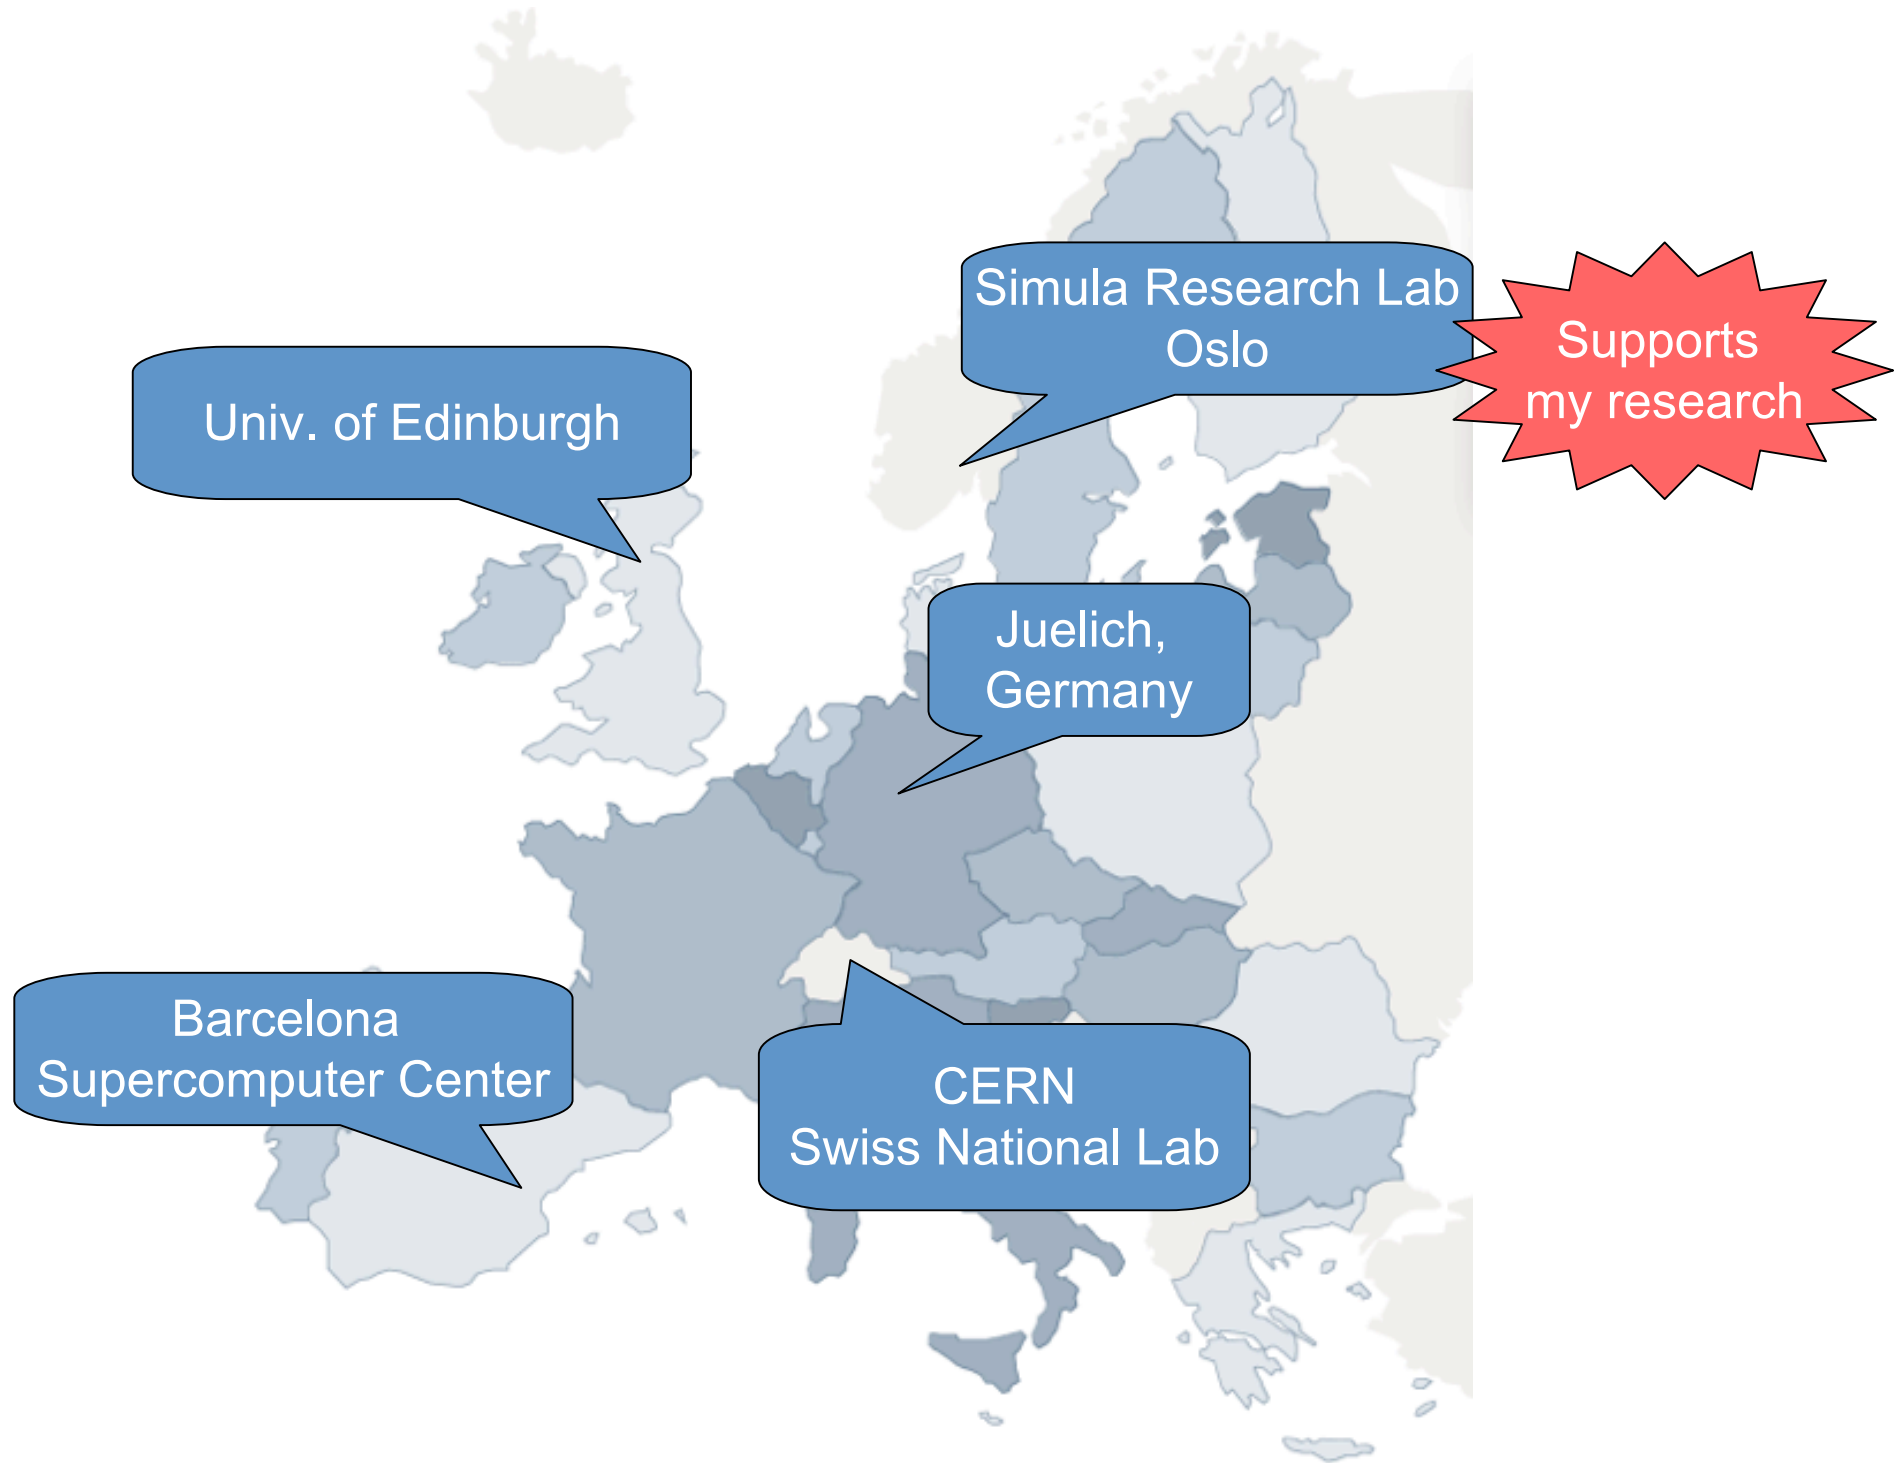 Simula Research Lab
Oslo
Supports
my research
Univ. of Edinburgh
Juelich,
Germany
Barcelona
Supercomputer Center
CERN
Swiss National Lab